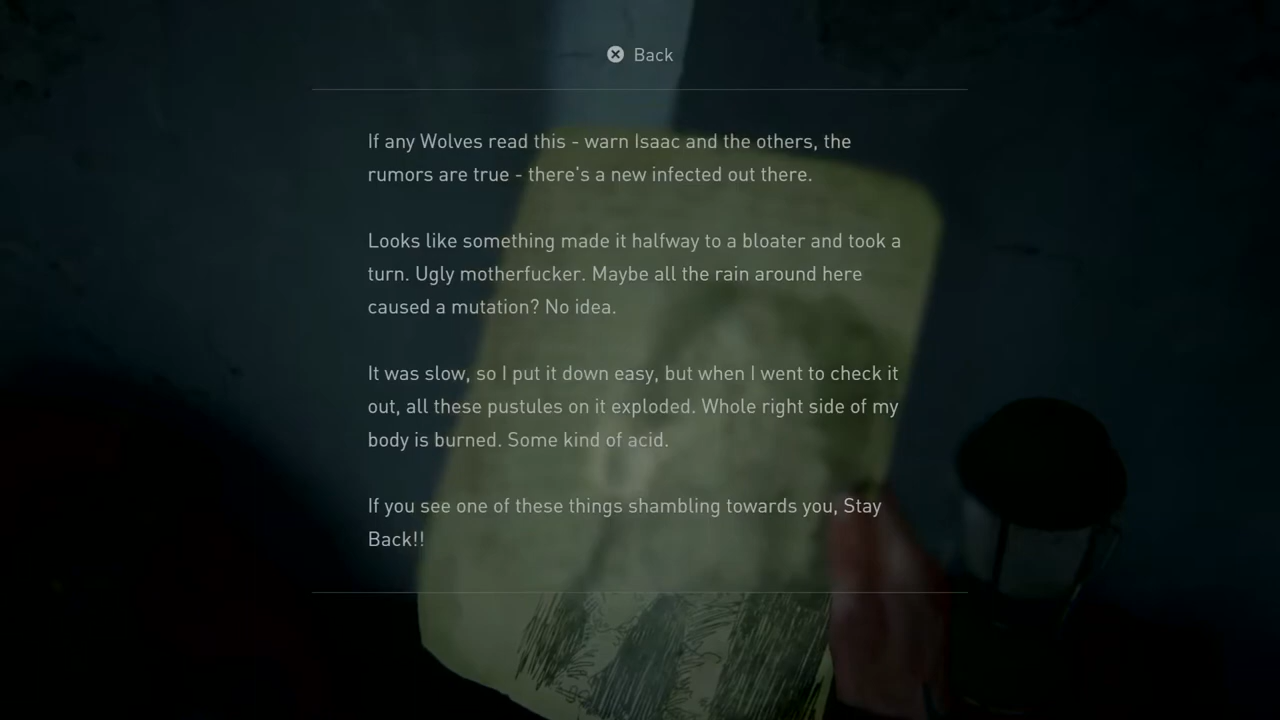 Back
If any Wolves read this - warn Isaac and the others, the
rumors are true - there's a new infected out there.
Looks like something made it halfway to a bloater and took a
turn. Ugly motherfucker. Maybe all the rain around here
caused a mutation? No idea.
It was slow, so I put it down easy, but when I went to check it
out, all these pustules on it exploded. Whole right side of my
body is burned. Some kind of acid.
If you see one of these things shambling towards you, Stay
Back!!